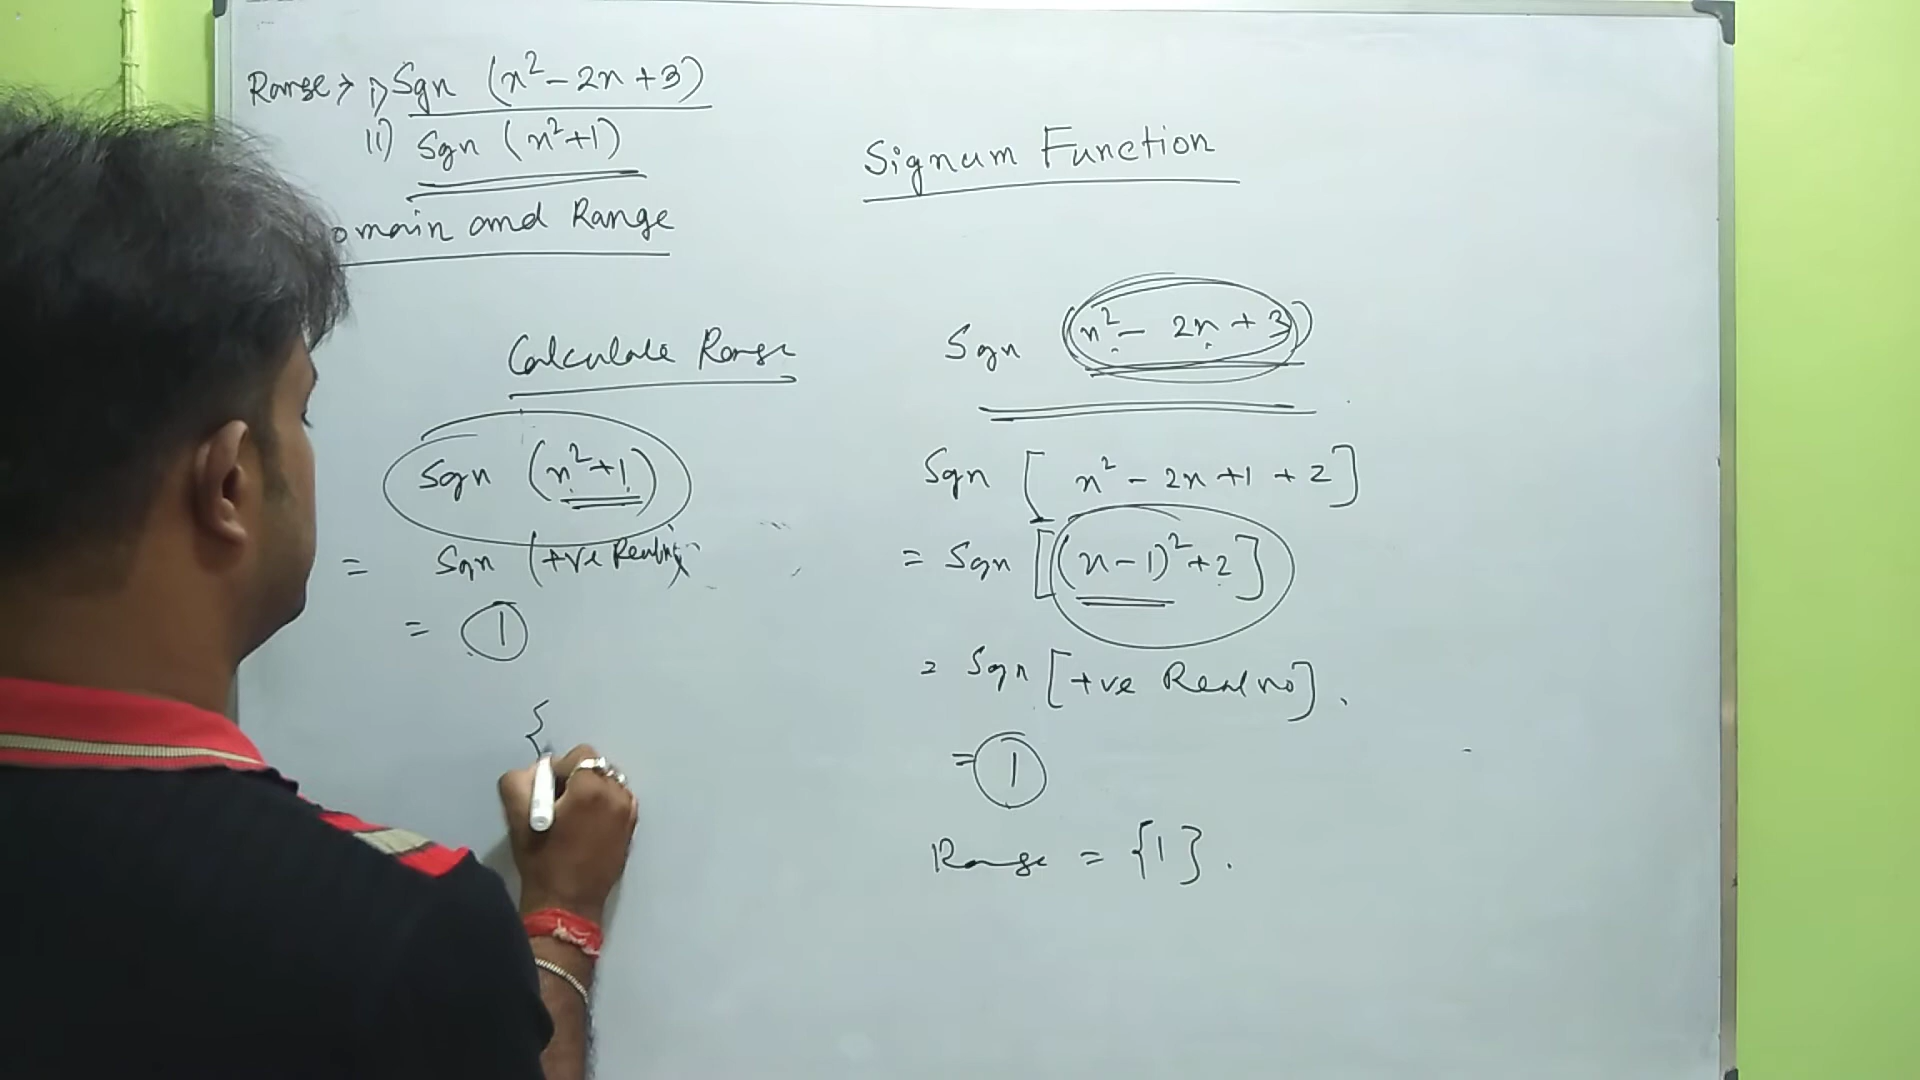 Range → i) Sgn (x² - 2x + 3)
ii) Sgn (x² + 1)
omain and Range
Calculate Range
Sgn (x² + 1)
= Sgn (+ve Real no)
= 1
{
Signum Function
Sgn (x² - 2x + 3)
Sgn [x² - 2x + 1 + 2]
= Sgn [(x - 1)² + 2]
= Sgn [+ve Real no].
= 1
Range = {1}.